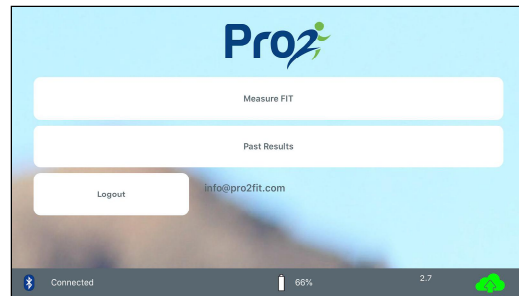 Pro2
Measure FIT
Past Results
Logout
info@pro2fit.com
Connected
66%
2.7